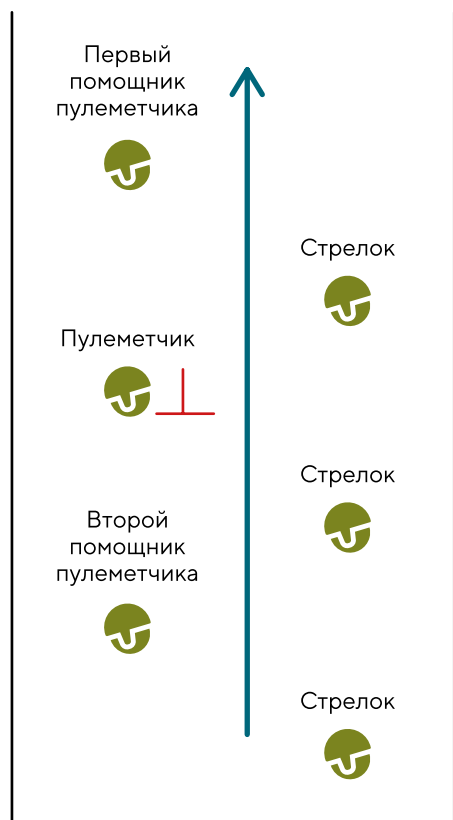 Первый
помощник
пулеметчика
Стрелок
Пулеметчик
Стрелок
Второй
помощник
пулеметчика
Стрелок